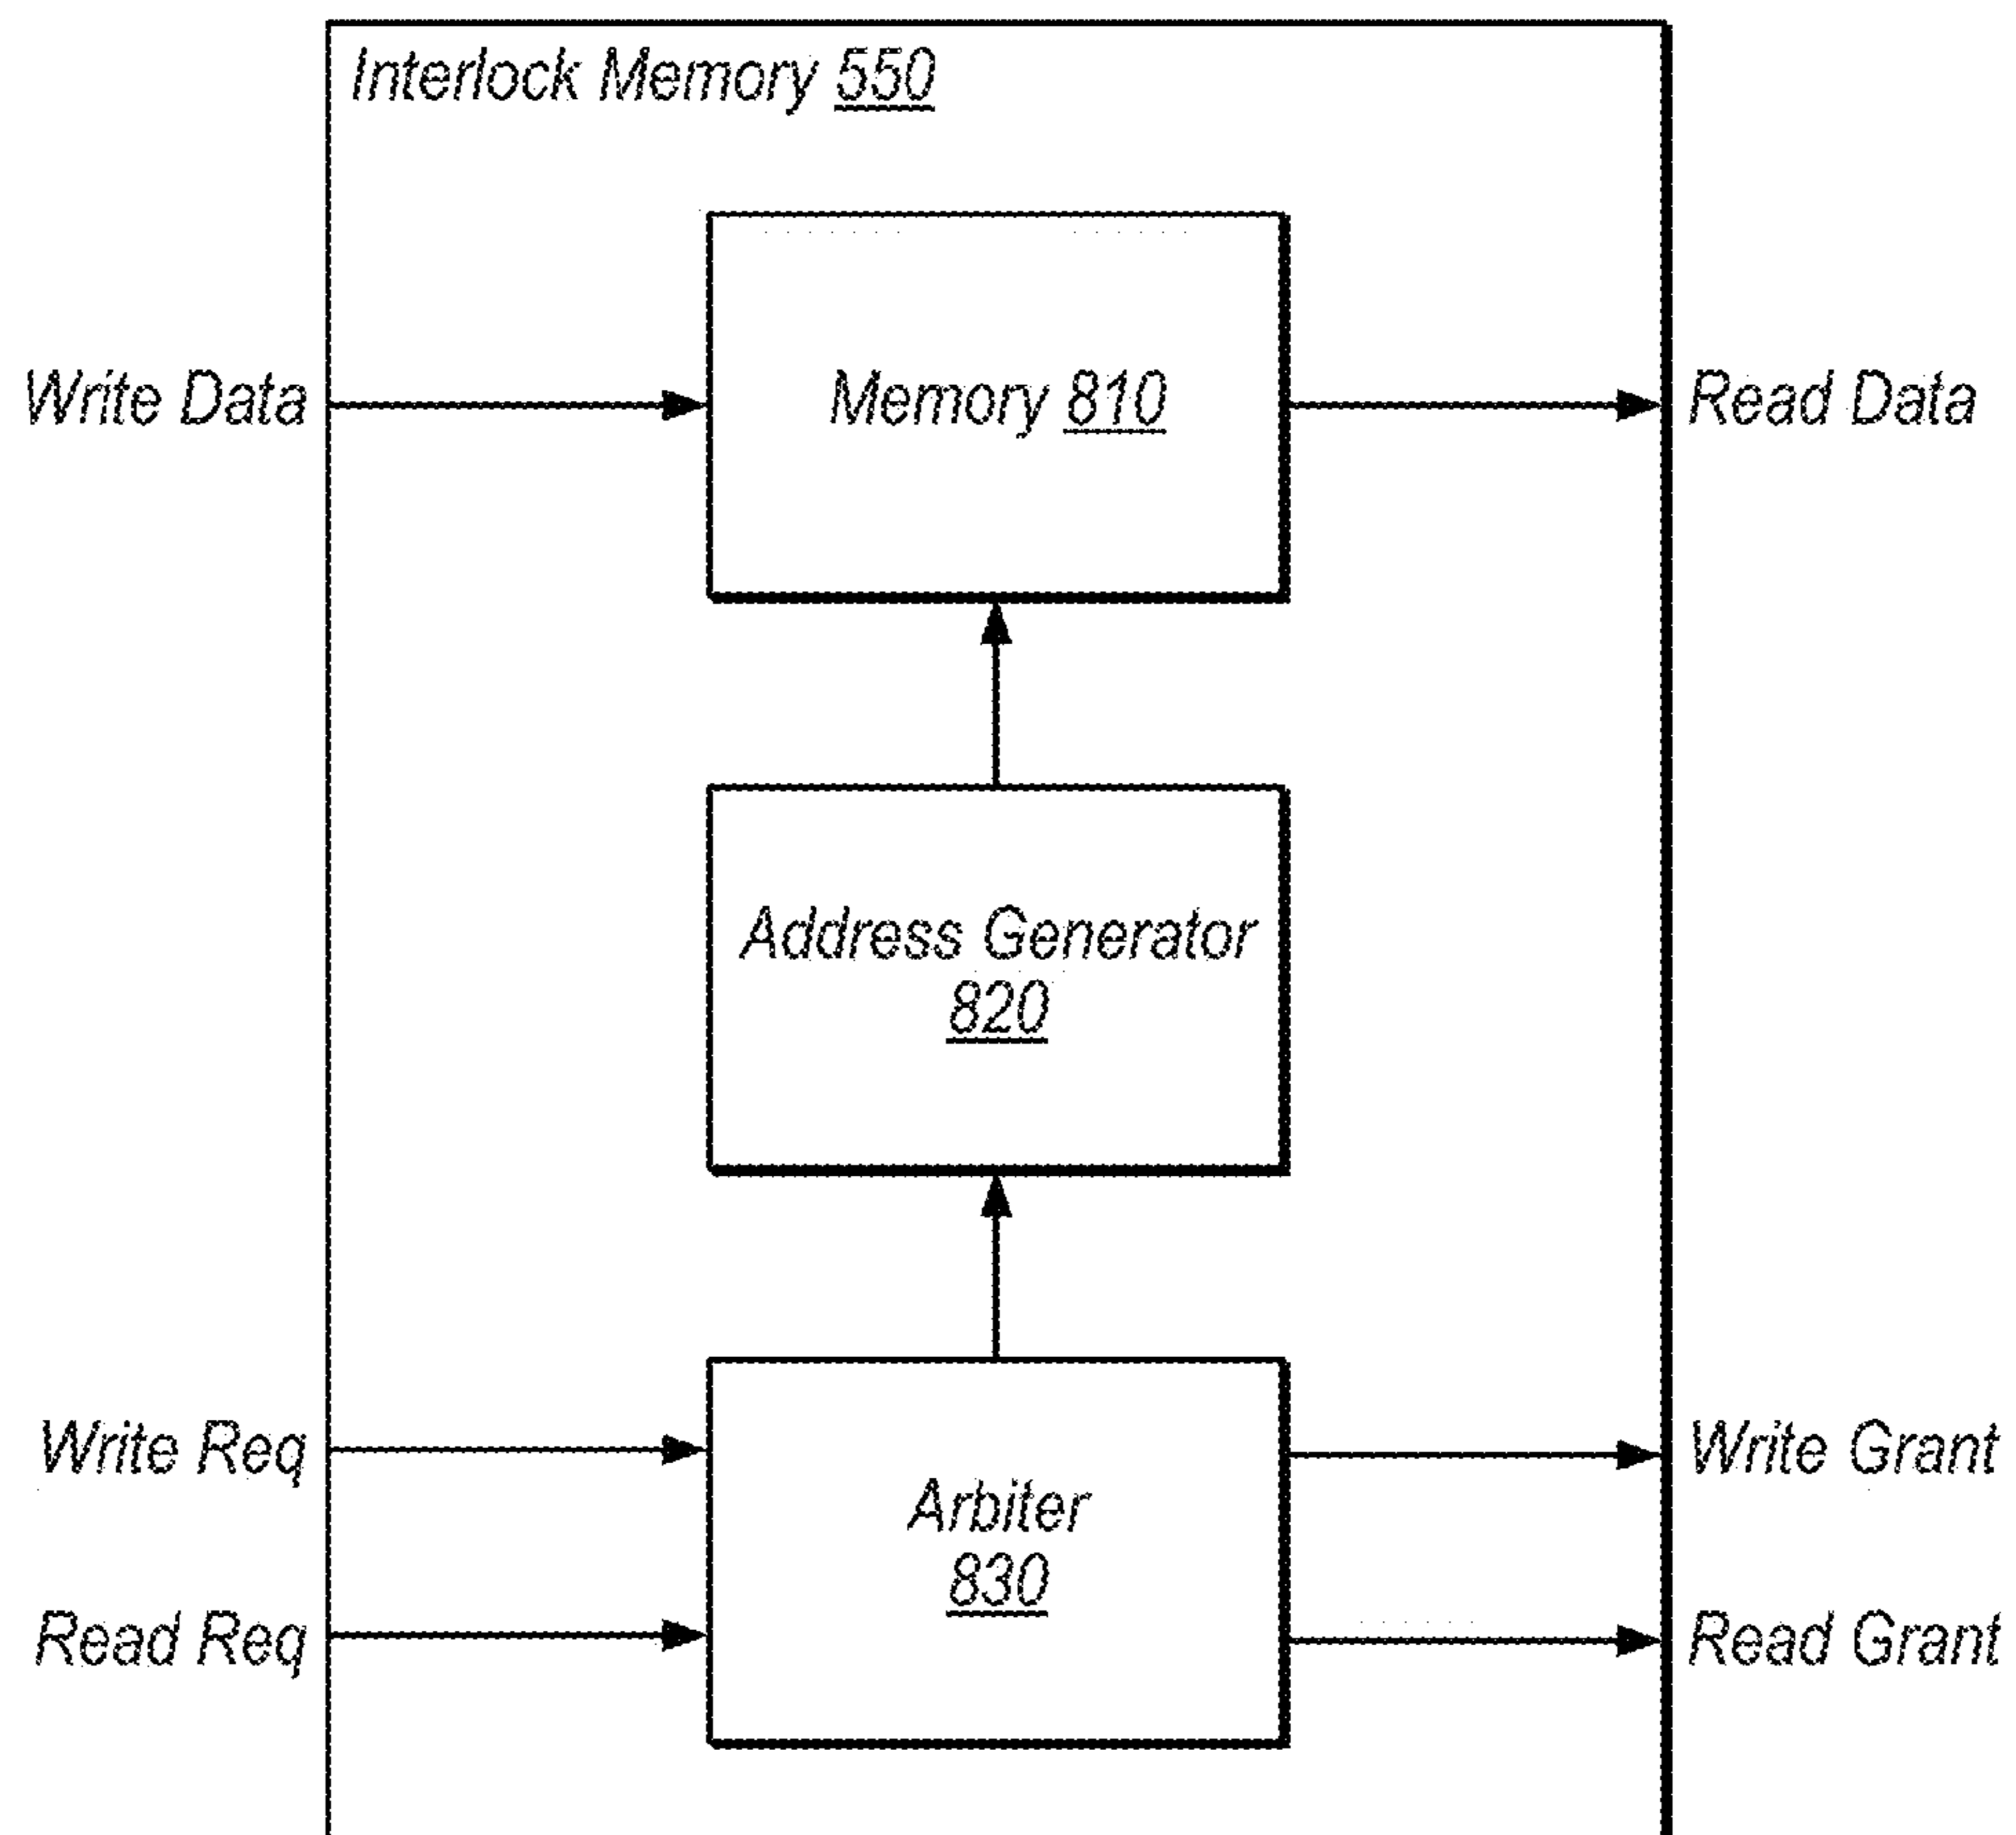 Interlock Memory 550
Write Data
Memory 810
Read Data
Address Generator
820
Write Req
Write Grant
Arbiter
830
Read Req
Read Grant